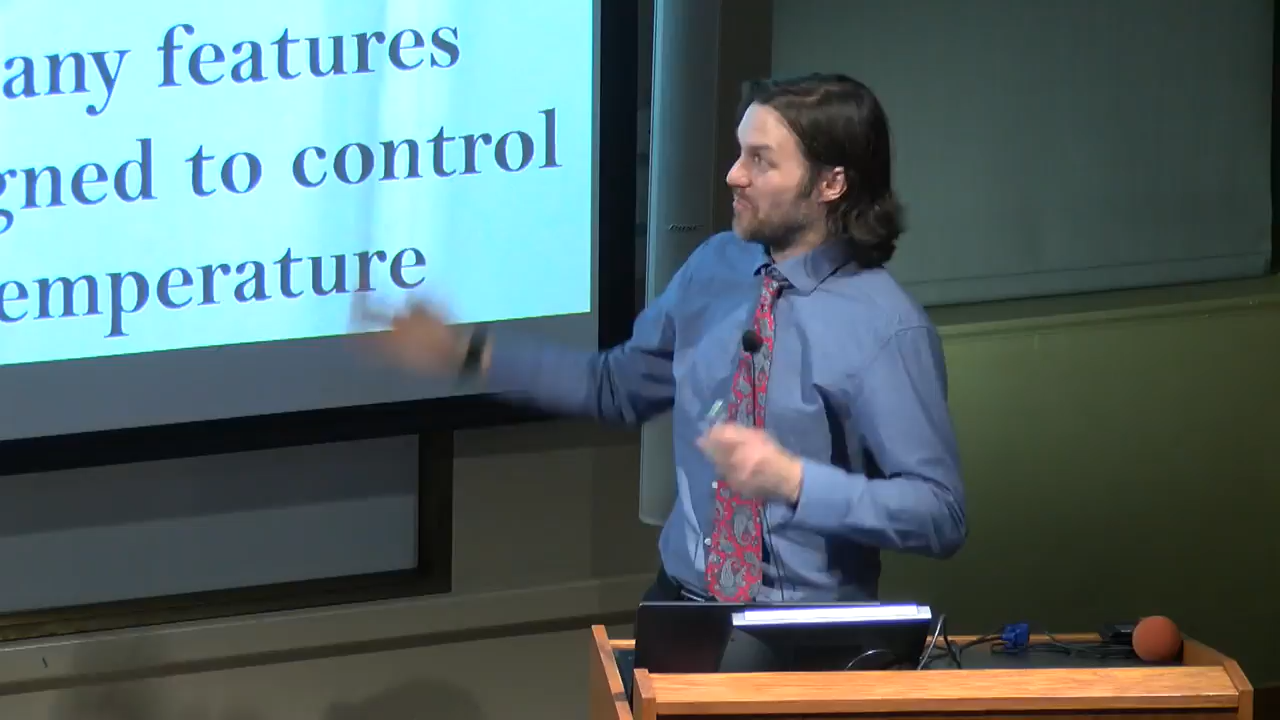 any features
gned to control
emperature